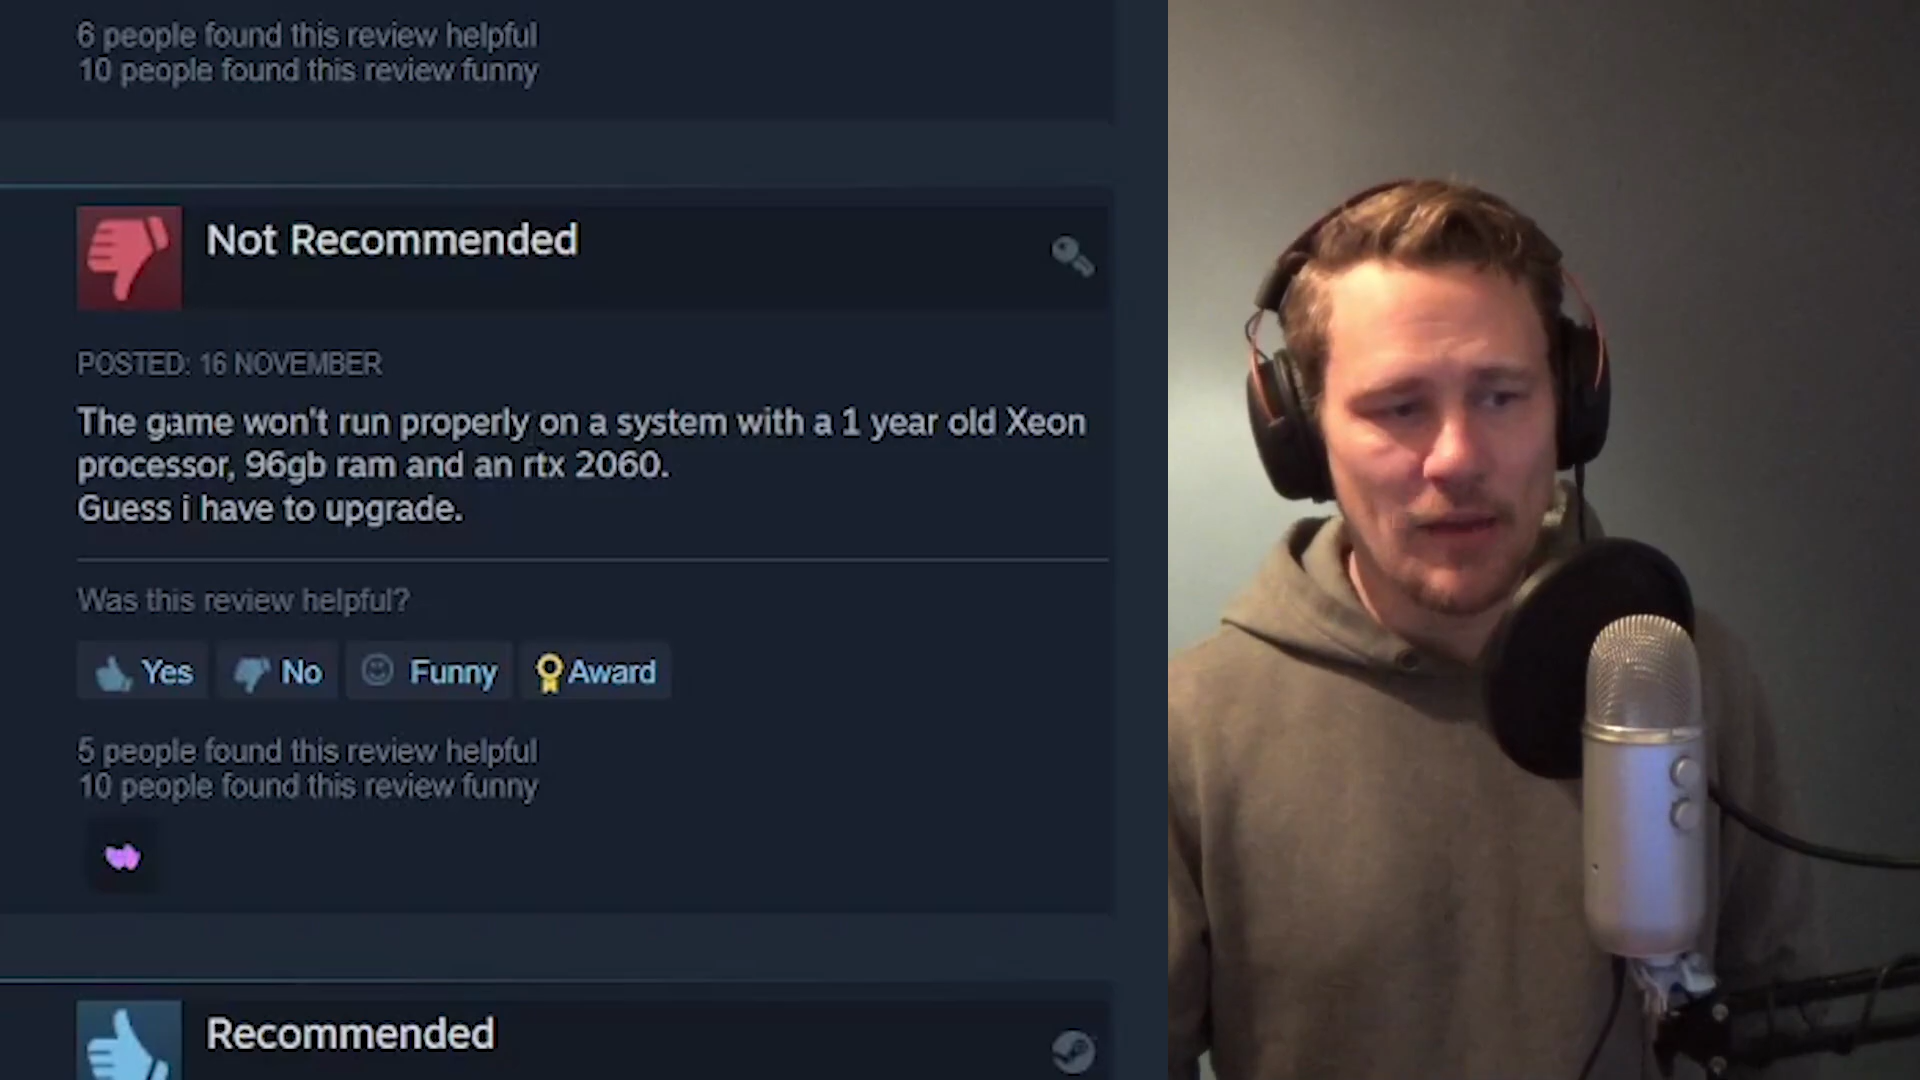 6 people found this review helpful
10 people found this review funny
Not Recommended
POSTED: 16 NOVEMBER
The game won't run properly on a system with a 1 year old Xeon
processor, 96gb ram and an rtx 2060.
Guess i have to upgrade.
Was this review helpful?
Yes No Funny Award
5 people found this review helpful
10 people found this review funny
Recommended